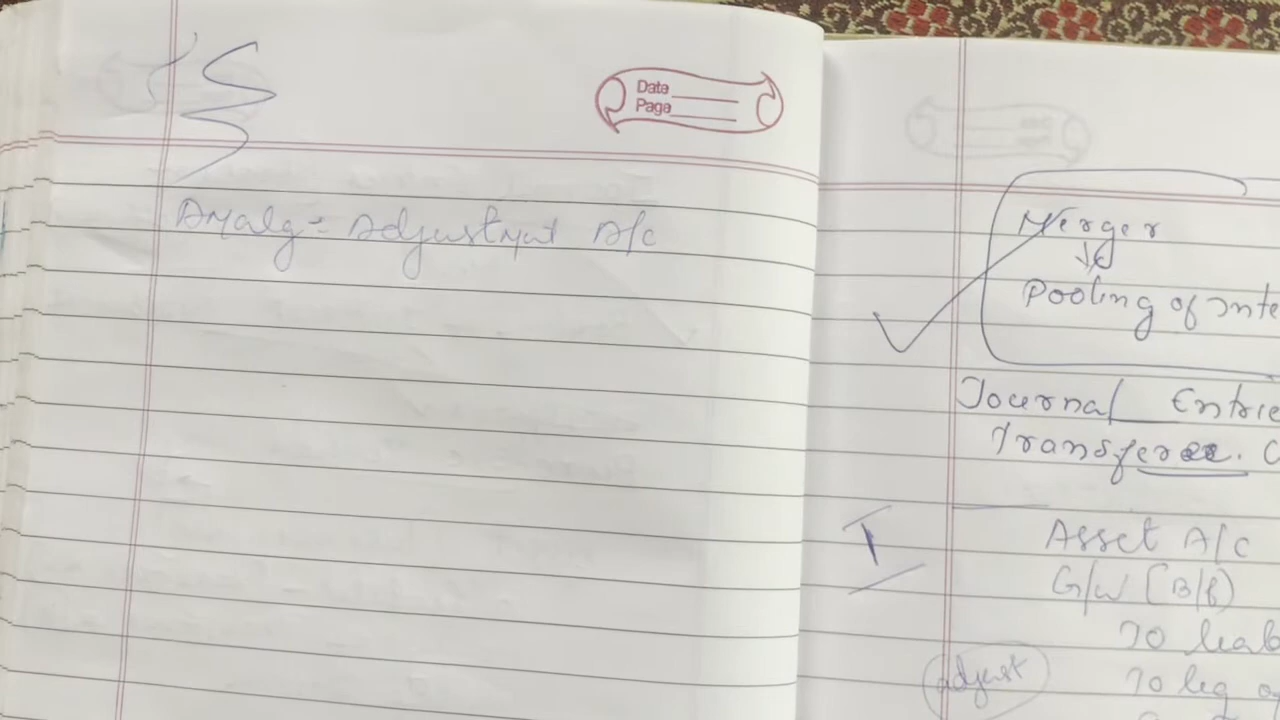 Date
Page
Amalg= Adjustment A/c
Merger
Pooling of Inte
Journal Entrie
Transferee. C
I
Asset A/c
G/W (B/f)
To liab
adjust
To leg